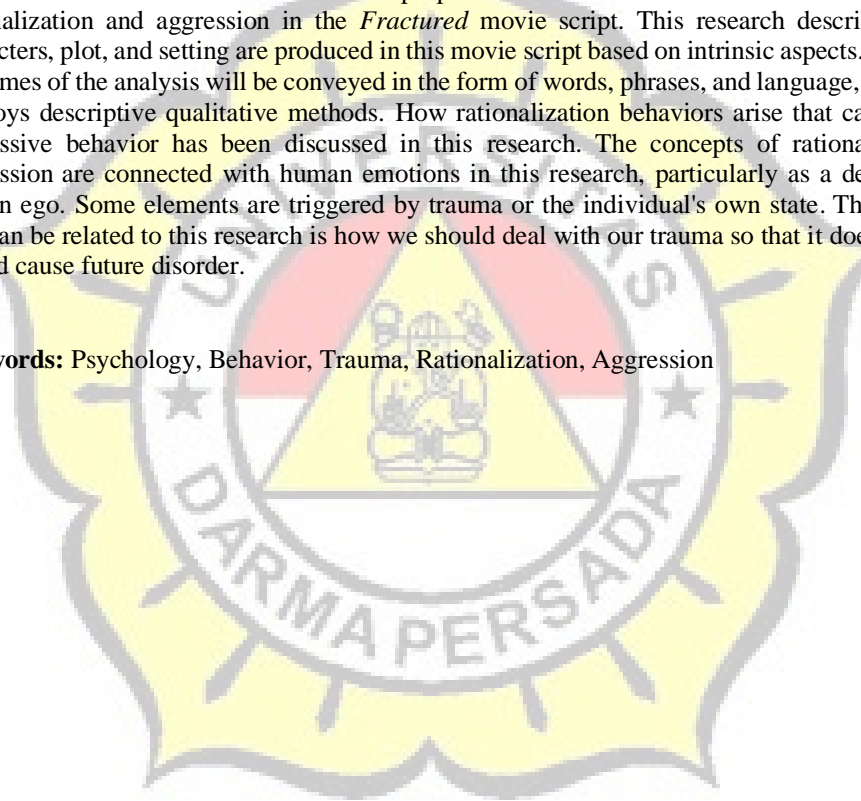 nalization and aggression in the Fractured movie script. This research descri
cters, plot, and setting are produced in this movie script based on intrinsic aspects.
mes of the analysis will be conveyed in the form of words, phrases, and language,
oys descriptive qualitative methods. How rationalization behaviors arise that ca
ssive behavior has been discussed in this research. The concepts of rationa
ssion are connected with human emotions in this research, particularly as a de
n ego. Some elements are triggered by trauma or the individual's own state. Th
an be related to this research is how we should deal with our trauma so that it doe
d cause future disorder.
words: Psychology, Behavior, Trauma, Rationalization, Aggression
UNIVERSITAS
DARMA PERSADA